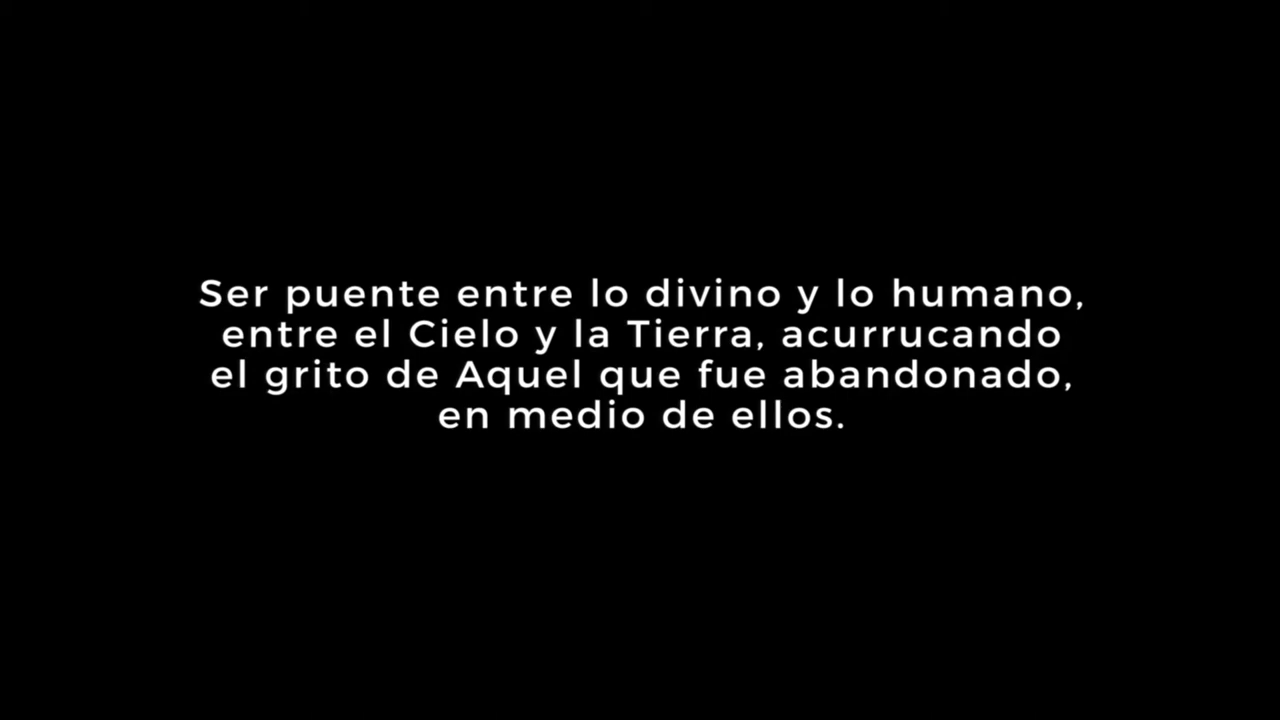 Ser puente entre lo divino y lo humano,
entre el Cielo y la Tierra, acurrucando
el grito de Aquel que fue abandonado,
en medio de ellos.